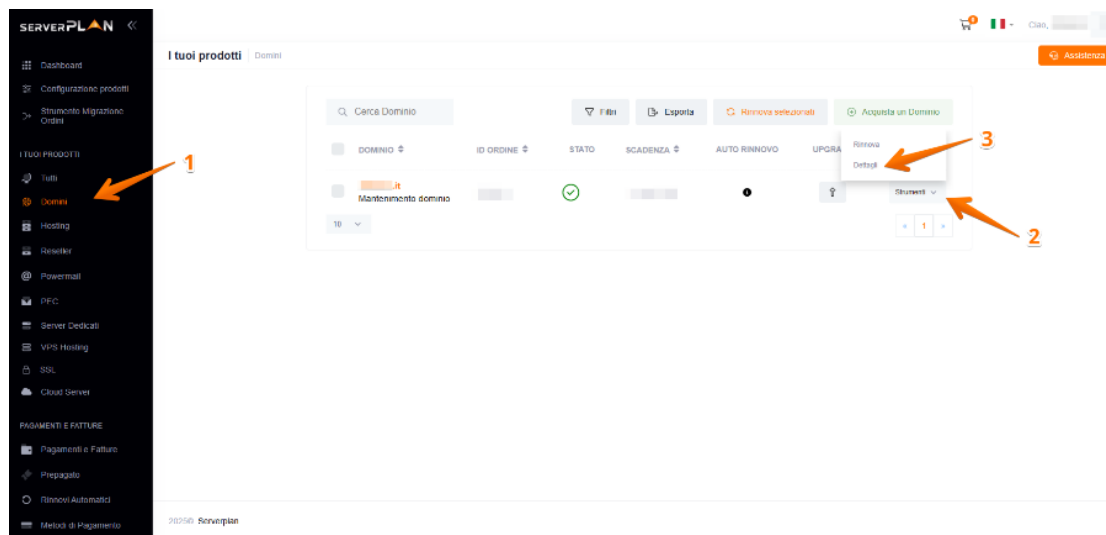 SERVERPLAN «
0
Ciao,
I tuoi prodotti Domini
Assistenza
Dashboard
Configurazione prodotti
Strumento Migrazione
Ordini
I TUOI PRODOTTI
Tutti
Domini
Hosting
Reseller
Powermail
PEC
Server Dedicati
VPS Hosting
SSL
Cloud Server
PAGAMENTI E FATTURE
Pagamenti e Fatture
Prepagato
Rinnovi Automatici
Metodi di Pagamento
1
Cerca Dominio
Filtri
Esporta
Rinnova selezionati
Acquista un Dominio
DOMINIO
ID ORDINE
STATO
SCADENZA
AUTO RINNOVO
UPGRA
Rinnova
Dettagli
3
.it
Mantenimento dominio
Strumenti
10
« 1 »
2
2025© Serverplan